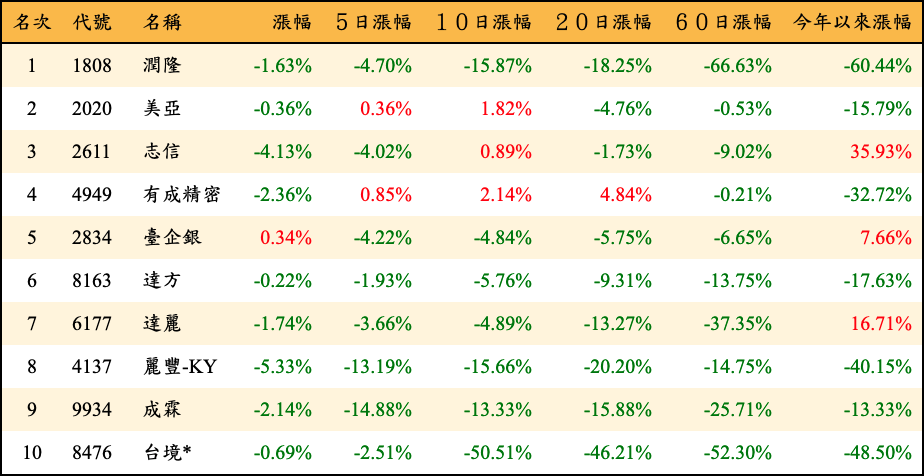 名次 代號 名稱 漲幅 5日漲幅 10日漲幅 20日漲幅 60日漲幅 今年以來漲幅
1 1808 潤隆 -1.63% -4.70% -15.87% -18.25% -66.63% -60.44%
2 2020 美亞 -0.36% 0.36% 1.82% -4.76% -0.53% -15.79%
3 2611 志信 -4.13% -4.02% 0.89% -1.73% -9.02% 35.93%
4 4949 有成精密 -2.36% 0.85% 2.14% 4.84% -0.21% -32.72%
5 2834 臺企銀 0.34% -4.22% -4.84% -5.75% -6.65% 7.66%
6 8163 達方 -0.22% -1.93% -5.76% -9.31% -13.75% -17.63%
7 6177 達麗 -1.74% -3.66% -4.89% -13.27% -37.35% 16.71%
8 4137 麗豐-KY -5.33% -13.19% -15.66% -20.20% -14.75% -40.15%
9 9934 成霖 -2.14% -14.88% -13.33% -15.88% -25.71% -13.33%
10 8476 台境* -0.69% -2.51% -50.51% -46.21% -52.30% -48.50%